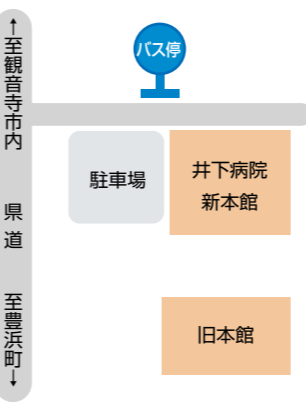 ↑至観音寺市内
県道
至豊浜町↓
バス停
駐車場
井下病院
新本館
旧本館